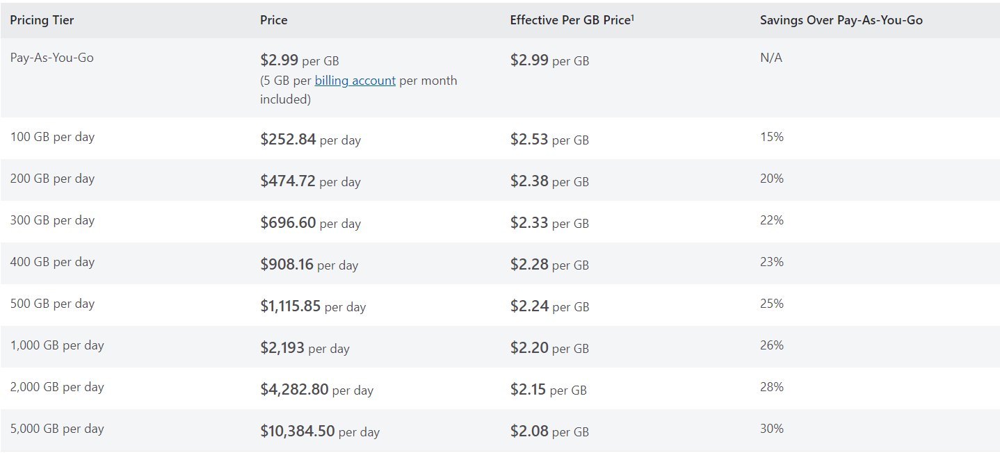 Pricing Tier Price Effective Per GB Price¹ Savings Over Pay-As-You-Go
Pay-As-You-Go $2.99 per GB $2.99 per GB N/A
(5 GB per billing account per month
included)
100 GB per day $252.84 per day $2.53 per GB 15%
200 GB per day $474.72 per day $2.38 per GB 20%
300 GB per day $696.60 per day $2.33 per GB 22%
400 GB per day $908.16 per day $2.28 per GB 23%
500 GB per day $1,115.85 per day $2.24 per GB 25%
1,000 GB per day $2,193 per day $2.20 per GB 26%
2,000 GB per day $4,282.80 per day $2.15 per GB 28%
5,000 GB per day $10,384.50 per day $2.08 per GB 30%